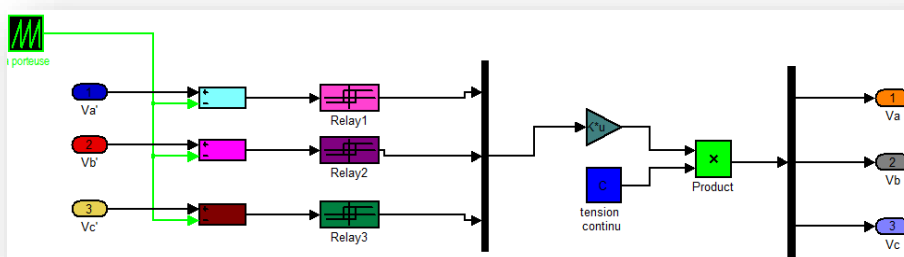 porteuse
1
Va'
2
Vb'
3
Vc'
+
-
+
-
+
-
Relay1
Relay2
Relay3
K*u
C
tension
continu
×
Product
1
Va
2
Vb
3
Vc